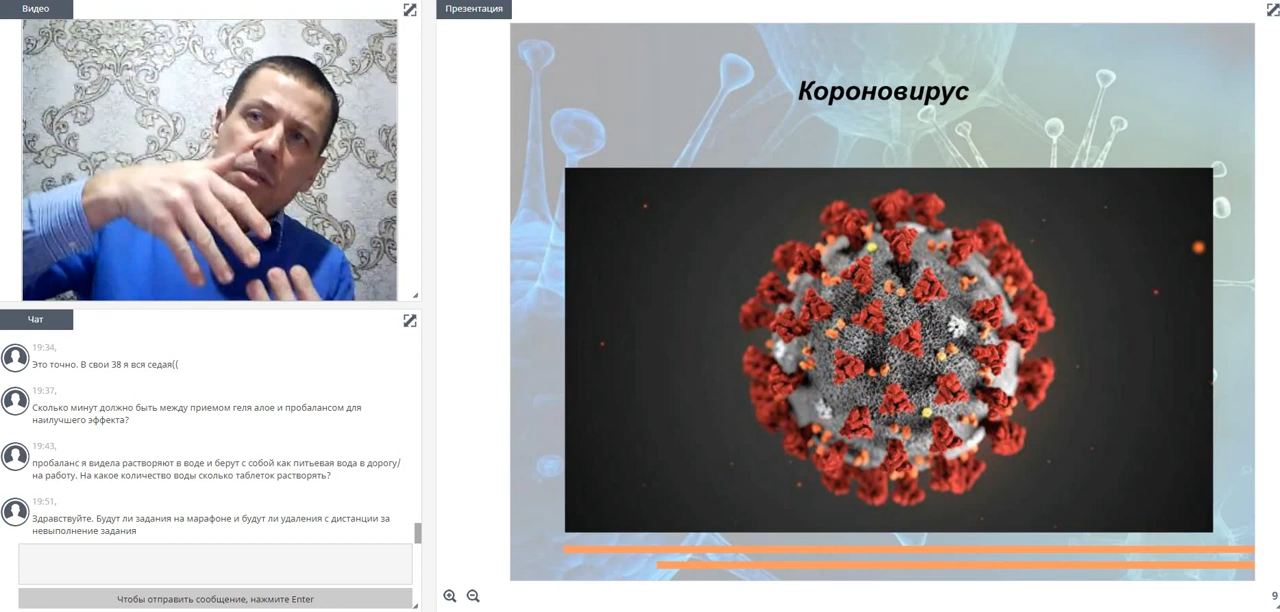 Видео
Презентация
Короновирус
Чат
19:34,
Это точно. В свои 38 я вся седая((
19:37,
Сколько минут должно быть между приемом геля алое и пробалансом для
наилучшего эффекта?
19:43,
пробаланс я видела растворяют в воде и берут с собой как питьевая вода в дорогу/
на работу. На какое количество воды сколько таблеток растворять?
19:51,
Здравствуйте. Будут ли задания на марафоне и будут ли удаления с дистанции за
невыполнение задания
Чтобы отправить сообщение, нажмите Enter
9